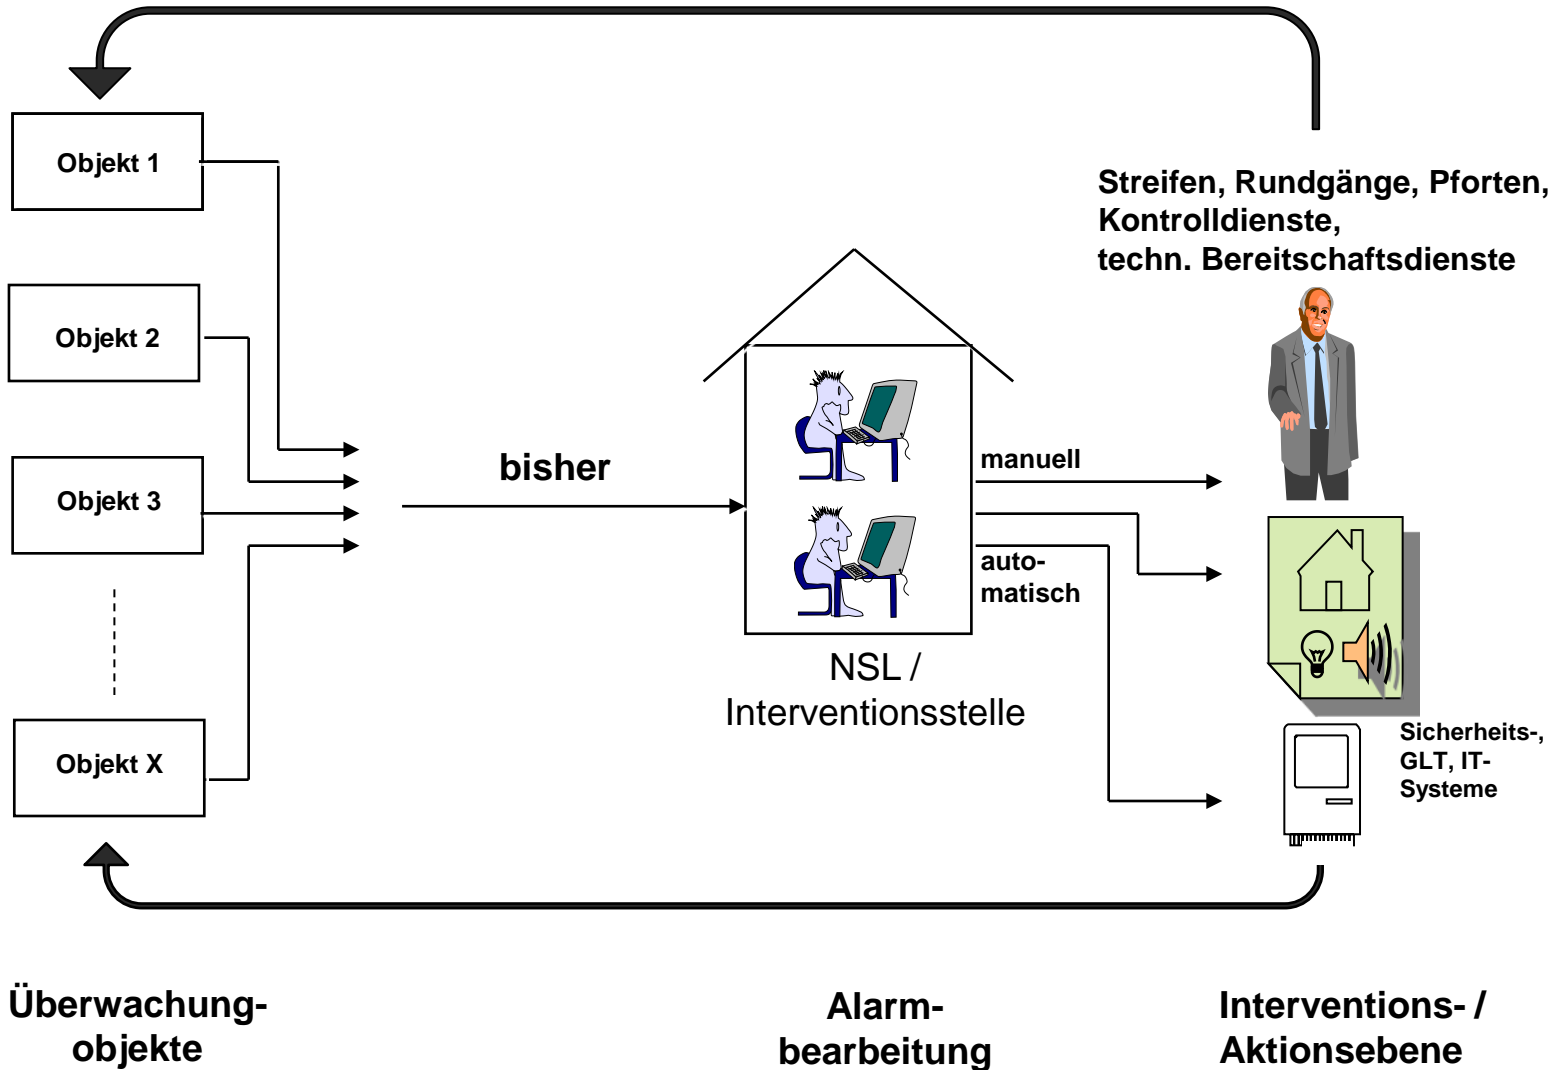 Objekt 1
Objekt 2
Objekt 3
Objekt X
bisher
NSL /
Interventionsstelle
manuell
auto-
matisch
Streifen, Rundgänge, Pforten,
Kontrolldienste,
techn. Bereitschaftsdienste
Sicherheits-,
GLT, IT-
Systeme
Überwachung-
objekte
Alarm-
bearbeitung
Interventions- /
Aktionsebene